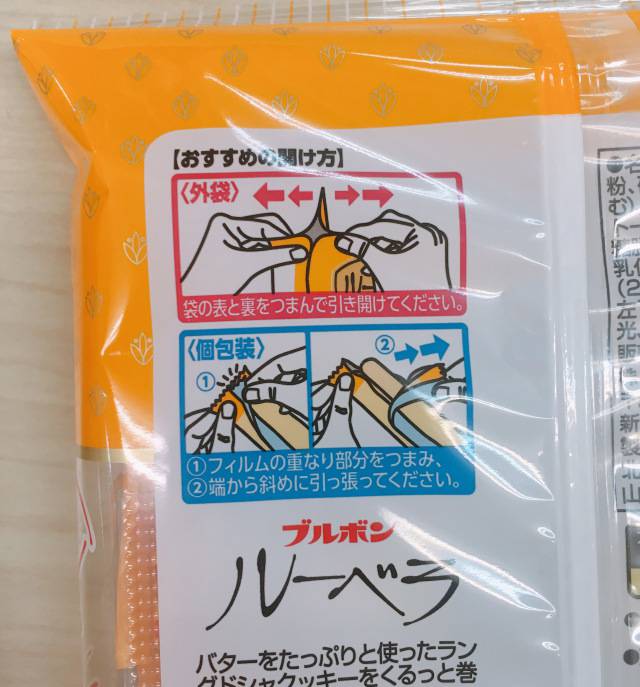 【おすすめの開け方】
〈外袋〉
袋の表と裏をつまんで引き開けてください。
〈個包装〉
①
②
①フィルムの重なり部分をつまみ、
②端から斜めに引っ張ってください。
ブルボン
ルーベラ
バターをたっぷりと使ったラン
グドシャクッキーをくるっと巻